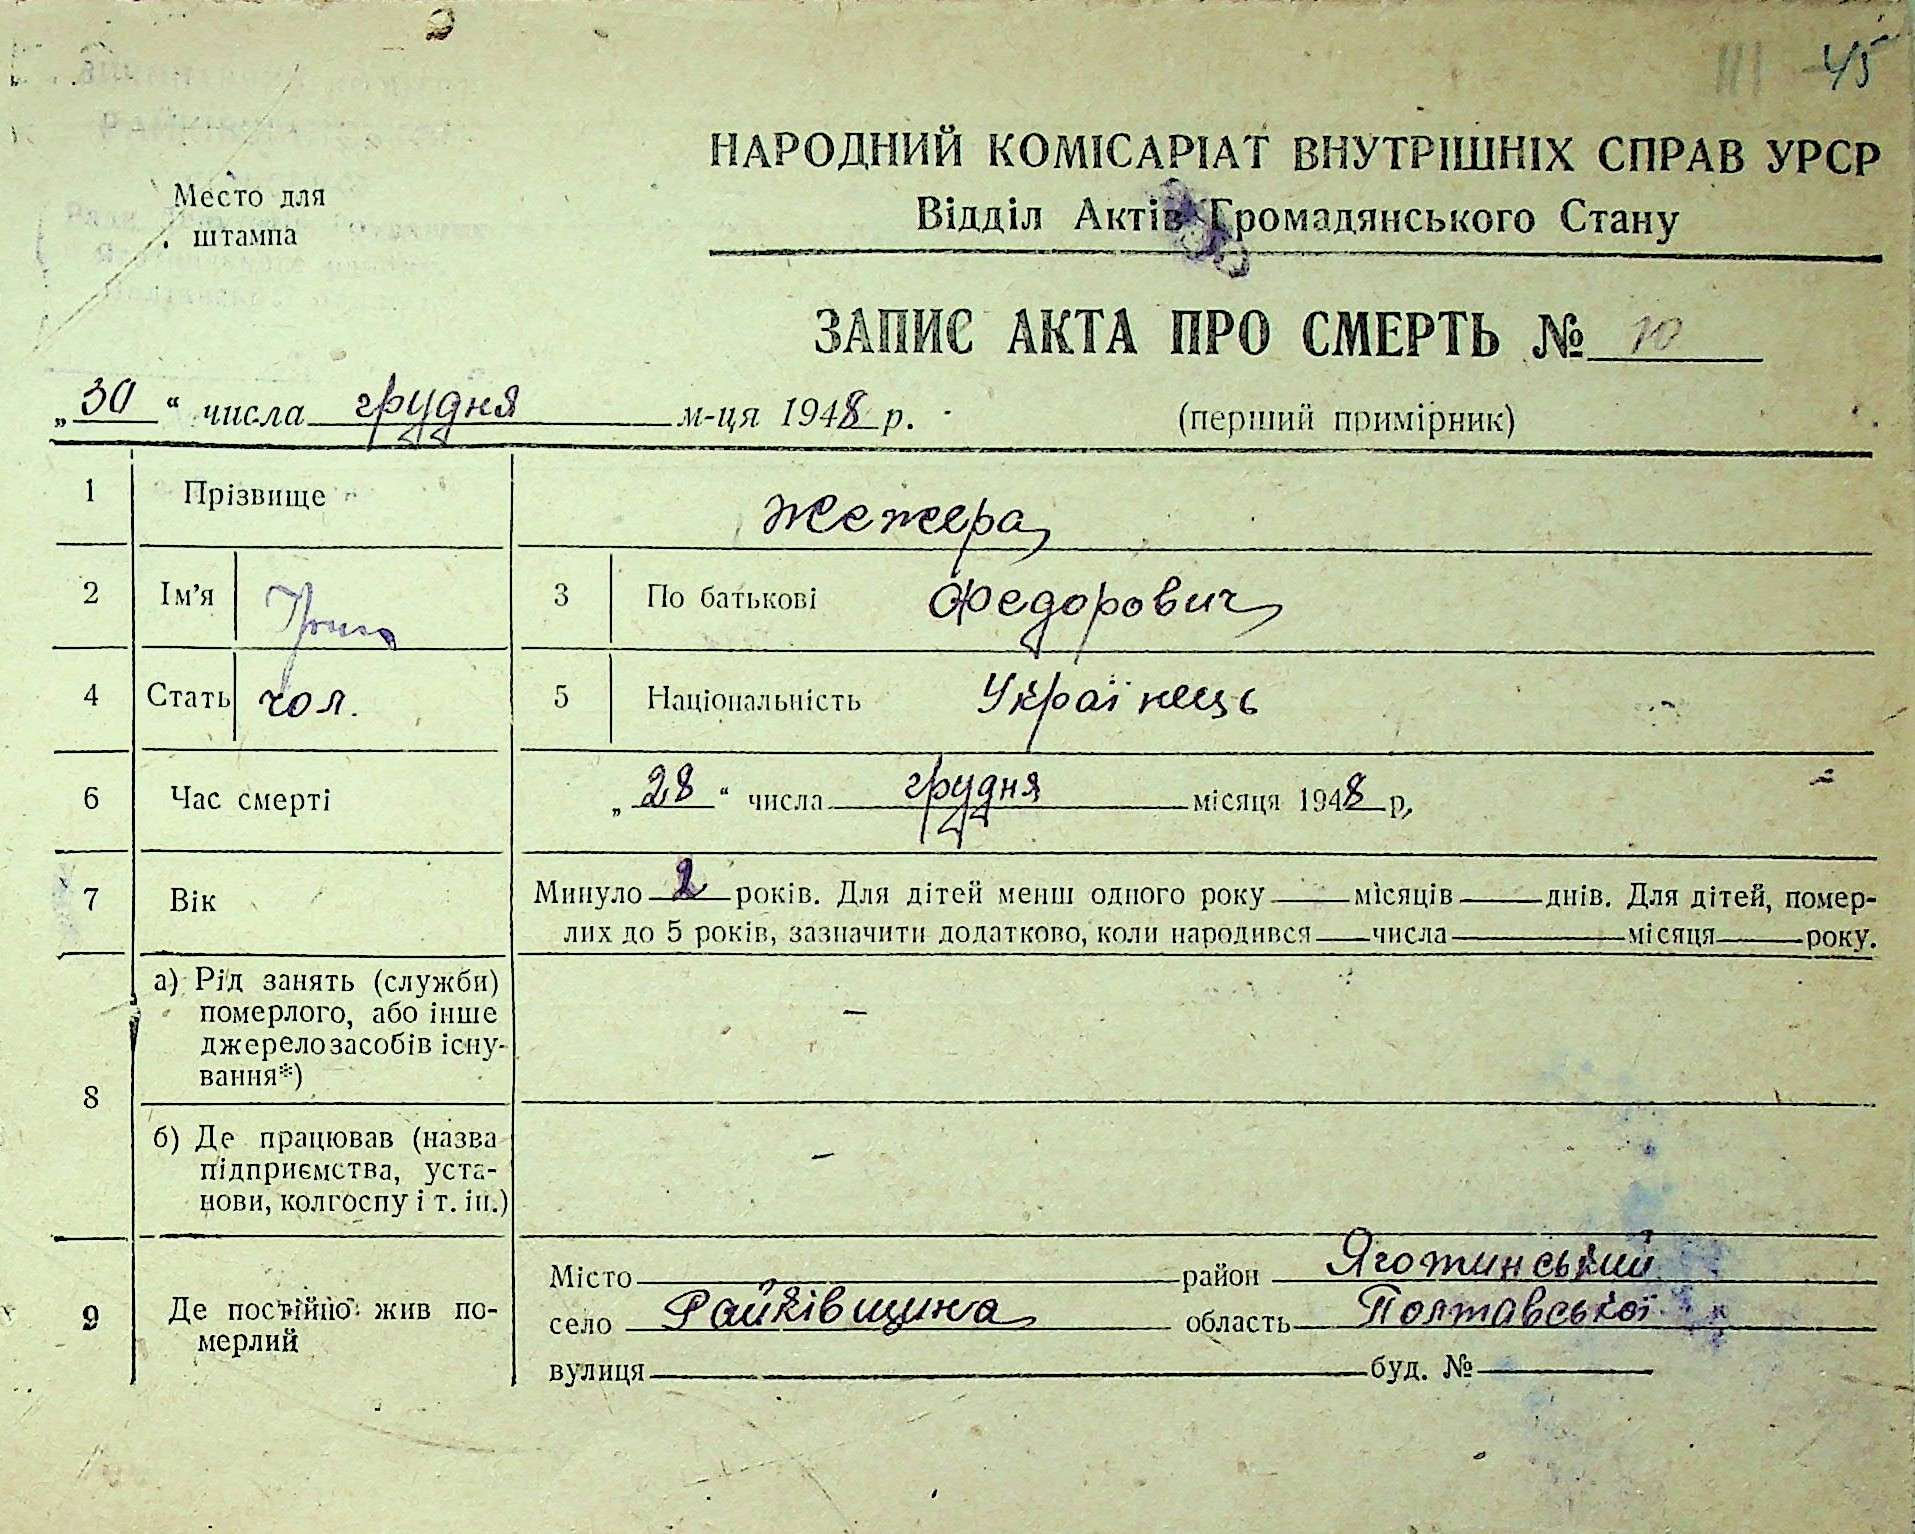 45
НАРОДНИЙ КОМІСАРІАТ ВНУТРІШНІХ СПРАВ УРСР
Відділ Актів Громадянського Стану
Место для
штампа
ЗАПИС АКТА ПРО СМЕРТЬ № 10
„30“ числа грудня м-ця 1948 р.
(перший примірник)
1 Прізвище Жежера
2 Ім'я 3 По батькові Федорович
4 Стать чол. 5 Національність Українець
6 Час смерті „28“ числа грудня місяця 1948 р,
7 Вік Минуло 2 років. Для дітей менш одного року місяців днів. Для дітей, помер-
лих до 5 років, зазначити додатково, коли народився числа місяця року.
8 а) Рід занять (служби)
померлого, або інше
джерело засобів існу-
вання*) –
б) Де працював (назва
підприємства, уста-
нови, колгоспу і т. ін.) –
9 Де постійно жив по-
мерлий
Місто район Яготинський
село Райківщина область Полтавської
вулиця буд. №